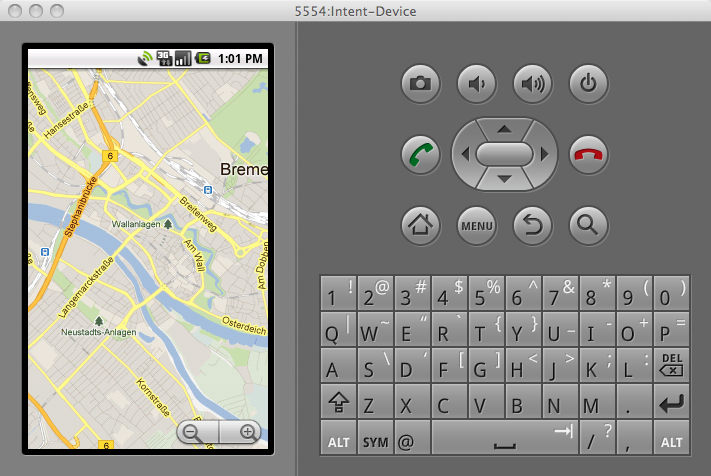 5554:Intent-Device
3G 1:01 PM
Hansestraße
6
Breme
Stephanibrücke
Breitenweg
Wallanlagen
Am Wall
Am Dobben
6
Langemarckstraße
Osterdeich
Neustadts-Anlagen
Kornstraße
MENU
1 ! 2 @ 3 # 4 $ 5 % 6 ^ 7 & 8 * 9 ( 0 )
Q | W ~ E “ R ` T { Y } U _ I - O + P =
A S \ D ‘ F [ G ] H < J > K ; L : DEL
Z X C V B N M .
ALT SYM @ / ? , ALT